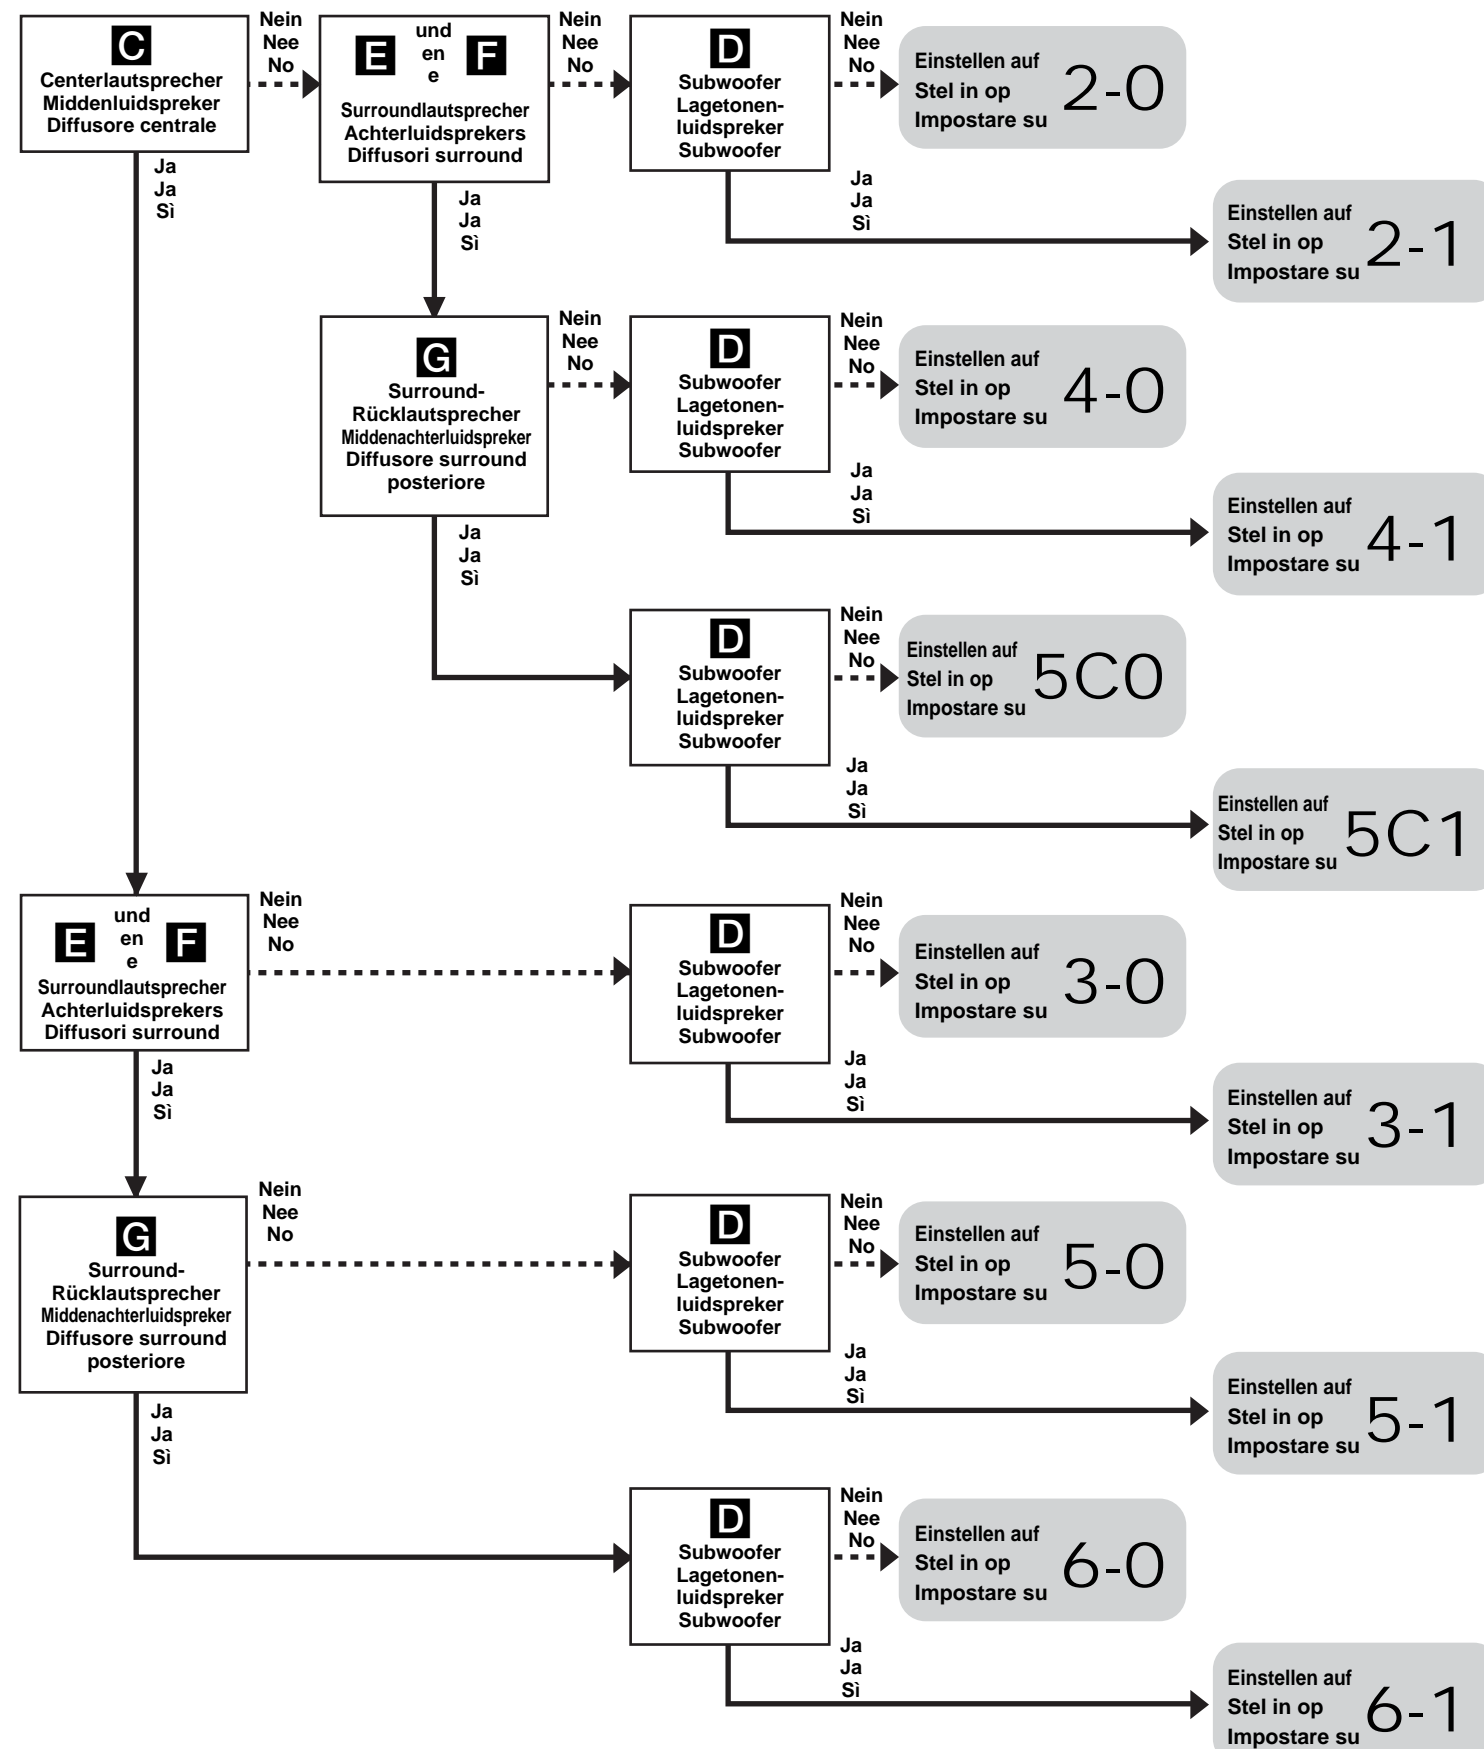 C
Centerlautsprecher
Middenluidspreker
Diffusore centrale
Nein
Nee
No
Ja
Ja
Sì
E und F
en
e
Surroundlautsprecher
Achterluidsprekers
Diffusori surround
Nein
Nee
No
Ja
Ja
Sì
D
Subwoofer
Lagetonen-
luidspreker
Subwoofer
Nein
Nee
No
Einstellen auf
Stel in op
Impostare su
2-0
Ja
Ja
Sì
Einstellen auf
Stel in op
Impostare su
2-1
G
Surround-
Rücklautsprecher
Middenachterluidspreker
Diffusore surround
posteriore
Nein
Nee
No
Ja
Ja
Sì
D
Subwoofer
Lagetonen-
luidspreker
Subwoofer
Nein
Nee
No
Einstellen auf
Stel in op
Impostare su
4-0
Ja
Ja
Sì
Einstellen auf
Stel in op
Impostare su
4-1
D
Subwoofer
Lagetonen-
luidspreker
Subwoofer
Nein
Nee
No
Einstellen auf
Stel in op
Impostare su
5C0
Ja
Ja
Sì
Einstellen auf
Stel in op
Impostare su
5C1
E und F
en
e
Surroundlautsprecher
Achterluidsprekers
Diffusori surround
Nein
Nee
No
Ja
Ja
Sì
D
Subwoofer
Lagetonen-
luidspreker
Subwoofer
Nein
Nee
No
Einstellen auf
Stel in op
Impostare su
3-0
Ja
Ja
Sì
Einstellen auf
Stel in op
Impostare su
3-1
G
Surround-
Rücklautsprecher
Middenachterluidspreker
Diffusore surround
posteriore
Nein
Nee
No
Ja
Ja
Sì
D
Subwoofer
Lagetonen-
luidspreker
Subwoofer
Nein
Nee
No
Einstellen auf
Stel in op
Impostare su
5-0
Ja
Ja
Sì
Einstellen auf
Stel in op
Impostare su
5-1
D
Subwoofer
Lagetonen-
luidspreker
Subwoofer
Nein
Nee
No
Einstellen auf
Stel in op
Impostare su
6-0
Ja
Ja
Sì
Einstellen auf
Stel in op
Impostare su
6-1